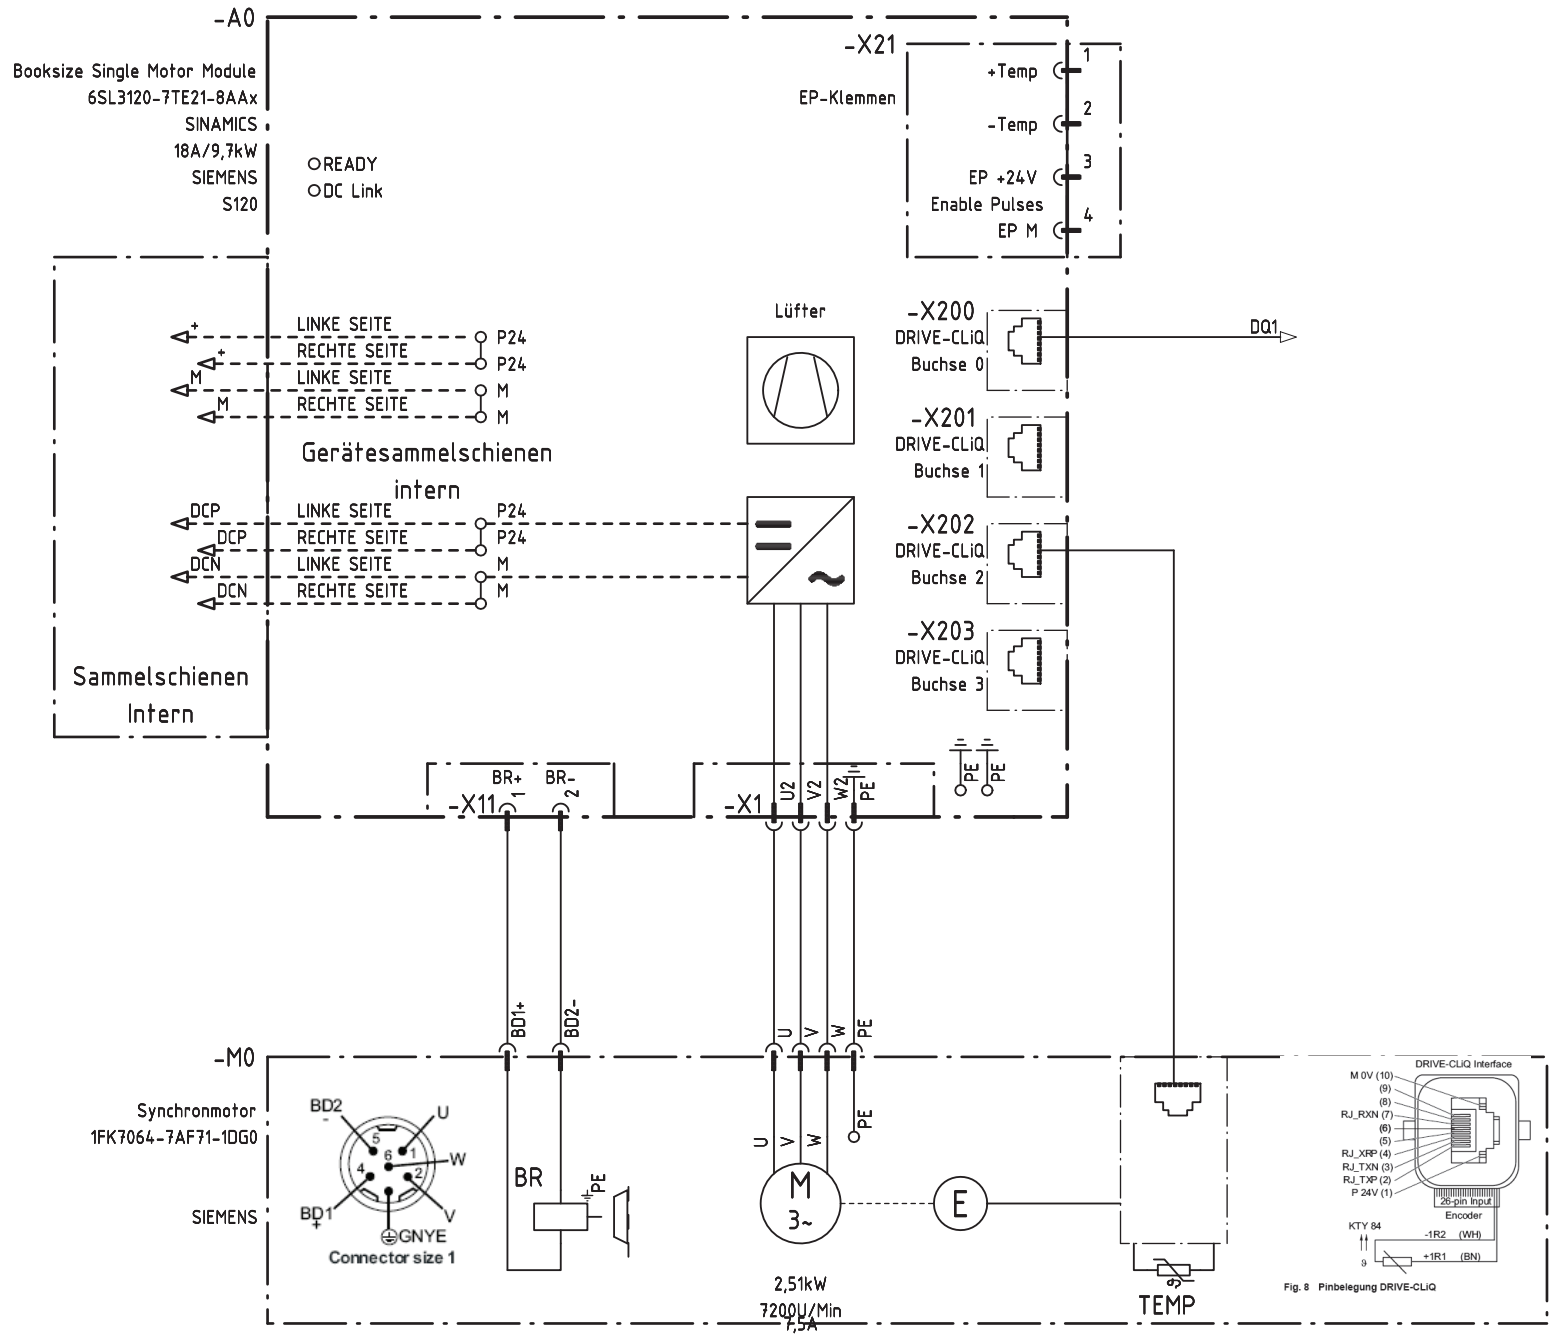 -A0
Booksize Single Motor Module
6SL3120-7TE21-8AAx
SINAMICS
18A/9,7kW
SIEMENS
S120
READY
DC Link
-X21
EP-Klemmen
+Temp 1
-Temp 2
EP +24V 3
Enable Pulses
EP M 4
+ LINKE SEITE P24
+ RECHTE SEITE P24
M LINKE SEITE M
M RECHTE SEITE M
Gerätesammelschienen
intern
DCP LINKE SEITE P24
DCP RECHTE SEITE P24
DCN LINKE SEITE M
DCN RECHTE SEITE M
Sammelschienen
Intern
Lüfter
-X200
DRIVE-CLiQ
Buchse 0
DQ1
-X201
DRIVE-CLiQ
Buchse 1
-X202
DRIVE-CLiQ
Buchse 2
-X203
DRIVE-CLiQ
Buchse 3
PE PE
-X11
BR+ BR-
1 2
-X1
U2 V2 W2 PE
BD1+ BD2-
U V W PE
-M0
Synchronmotor
1FK7064-7AF71-1DG0
SIEMENS
BD2
-
U
5
1
6
W
4
2
BD1
+
V
GNYE
Connector size 1
BR
PE
U V W PE
M
3~
E
2,51kW
7200U/Min
7,5A
TEMP
DRIVE-CLiQ Interface
M 0V (10)
(9)
(8)
RJ_RXN (7)
(6)
(5)
RJ_XRP (4)
RJ_TXN (3)
RJ_TXP (2)
P 24V (1)
26-pin Input
Encoder
KTY 84
ϑ
-1R2 (WH)
+1R1 (BN)
Fig. 8 Pinbelegung DRIVE-CLiQ